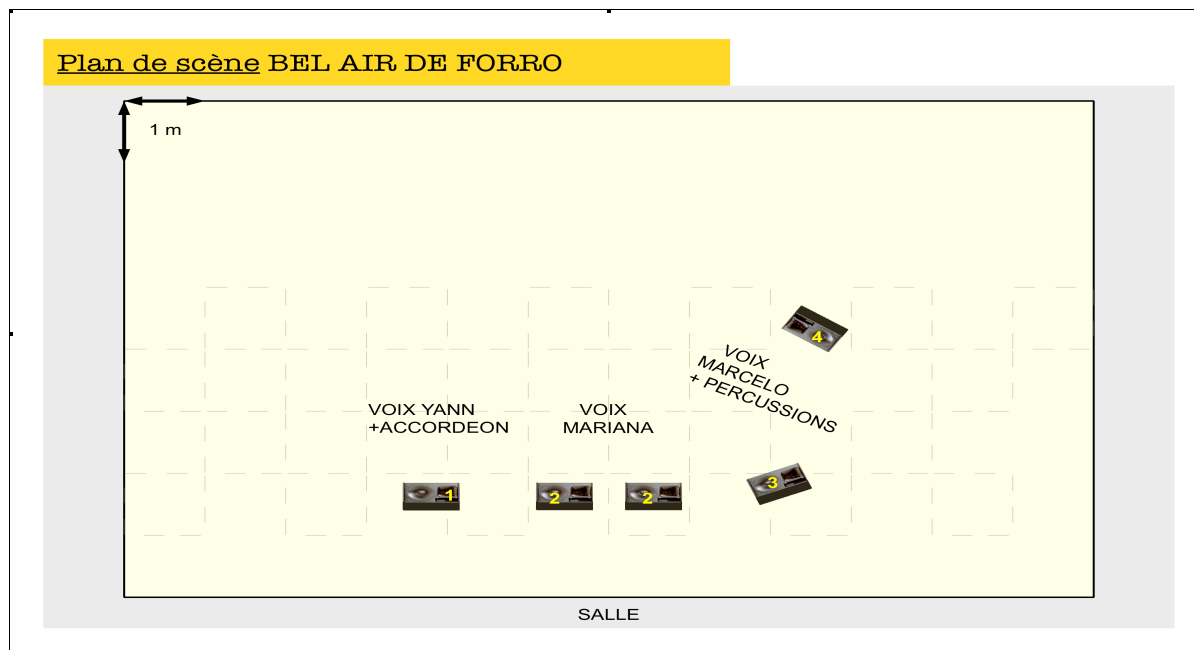 Plan de scène BEL AIR DE FORRO
1 m
4
VOIX
MARCELO
+ PERCUSSIONS
VOIX YANN
+ACCORDEON
VOIX
MARIANA
1
2
2
3
SALLE